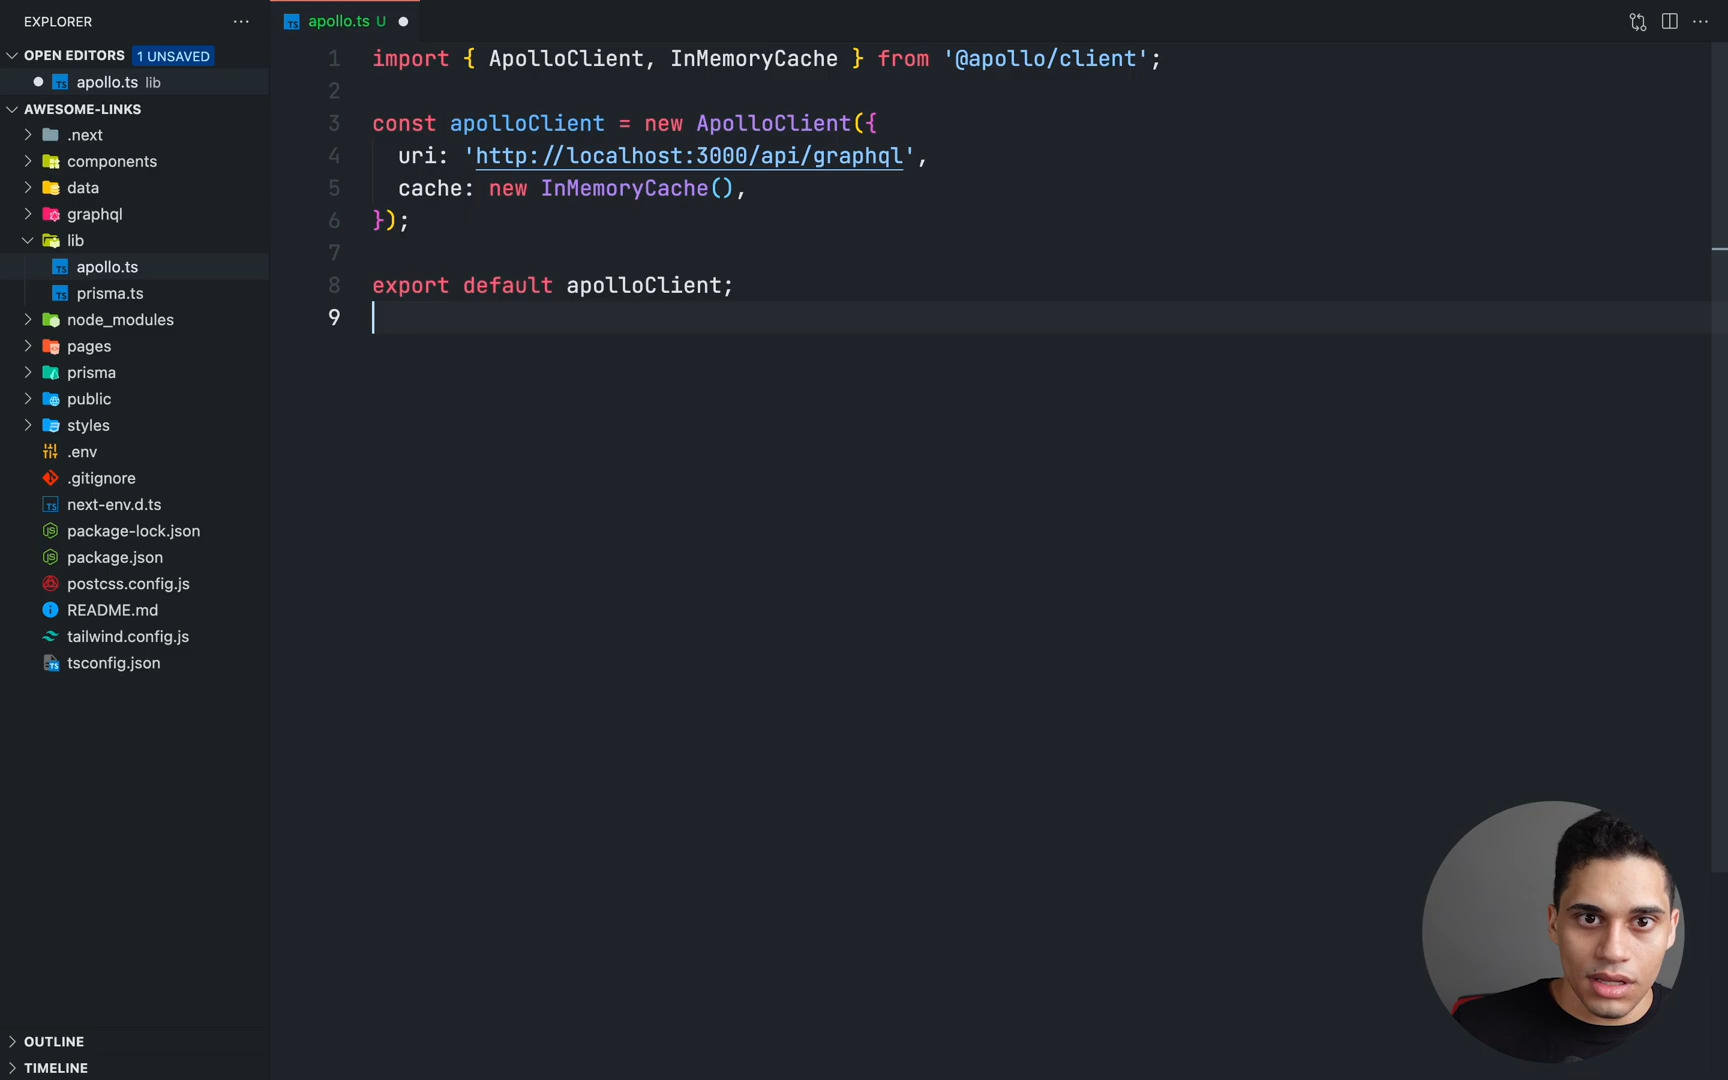 EXPLORER
OPEN EDITORS 1 UNSAVED
apollo.ts lib
AWESOME-LINKS
.next
components
data
graphql
lib
apollo.ts
prisma.ts
node_modules
pages
prisma
public
styles
.env
.gitignore
next-env.d.ts
package-lock.json
package.json
postcss.config.js
README.md
tailwind.config.js
tsconfig.json
OUTLINE
TIMELINE
TS apollo.ts U
1 import { ApolloClient, InMemoryCache } from '@apollo/client';
2
3 const apolloClient = new ApolloClient({
4 uri: 'http://localhost:3000/api/graphql',
5 cache: new InMemoryCache(),
6 });
7
8 export default apolloClient;
9